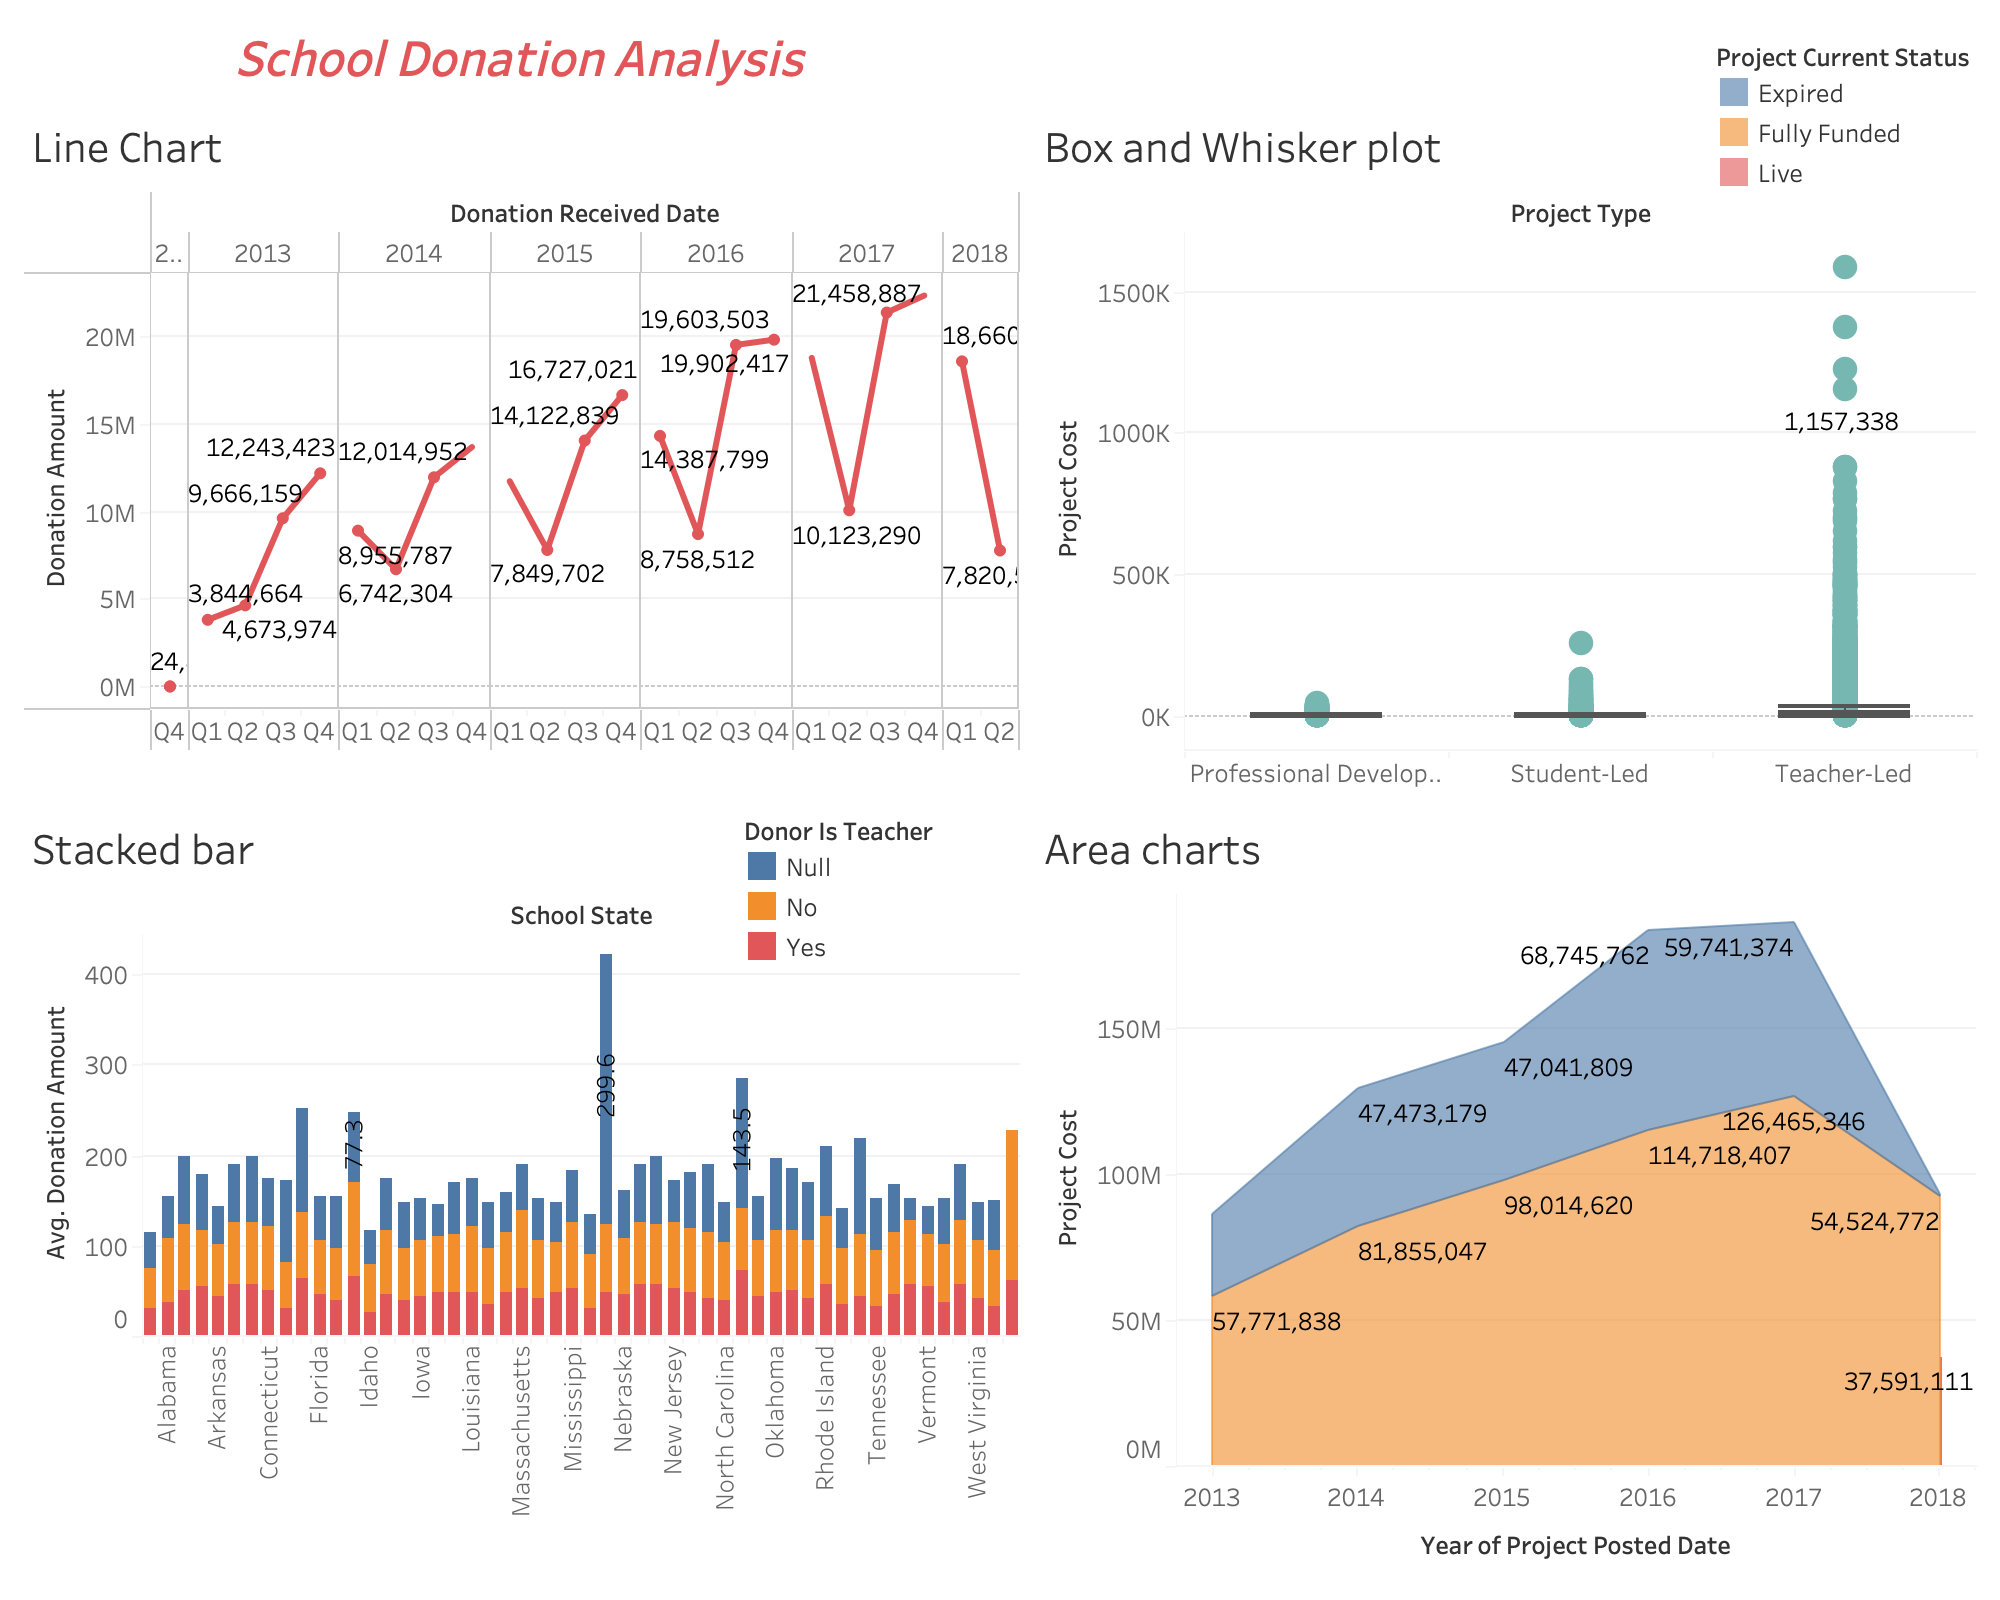 School Donation Analysis
Project Current Status
Expired
Fully Funded
Live
Line Chart
Donation Received Date
2.. 2013 2014 2015 2016 2017 2018
Donation Amount
20M
15M
10M
5M
0M
24,
3,844,664
4,673,974
9,666,159
12,243,423
8,955,787
6,742,304
12,014,952
7,849,702
14,122,839
16,727,021
14,387,799
8,758,512
19,603,503
19,902,417
10,123,290
21,458,887
18,660
7,820,
Q4 Q1 Q2 Q3 Q4 Q1 Q2 Q3 Q4 Q1 Q2 Q3 Q4 Q1 Q2 Q3 Q4 Q1 Q2 Q3 Q4 Q1 Q2
Box and Whisker plot
Project Type
Project Cost
1500K
1000K
500K
0K
1,157,338
Professional Develop.. Student-Led Teacher-Led
Stacked bar
Donor Is Teacher
Null
No
Yes
School State
Avg. Donation Amount
400
300
200
100
0
77.3
299.6
143.5
Alabama
Arkansas
Connecticut
Florida
Idaho
Iowa
Louisiana
Massachusetts
Mississippi
Nebraska
New Jersey
North Carolina
Oklahoma
Rhode Island
Tennessee
Vermont
West Virginia
Area charts
Project Cost
150M
100M
50M
0M
68,745,762
59,741,374
47,041,809
47,473,179
126,465,346
114,718,407
98,014,620
54,524,772
81,855,047
57,771,838
37,591,111
2013 2014 2015 2016 2017 2018
Year of Project Posted Date